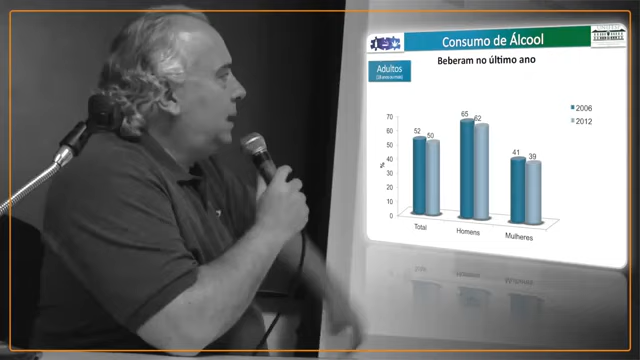 Consumo de Álcool
Adultos
Beberam no último ano
2006
2012
%
70
60
50
40
30
20
10
0
52
50
65
62
41
39
Total
Homens
Mulheres